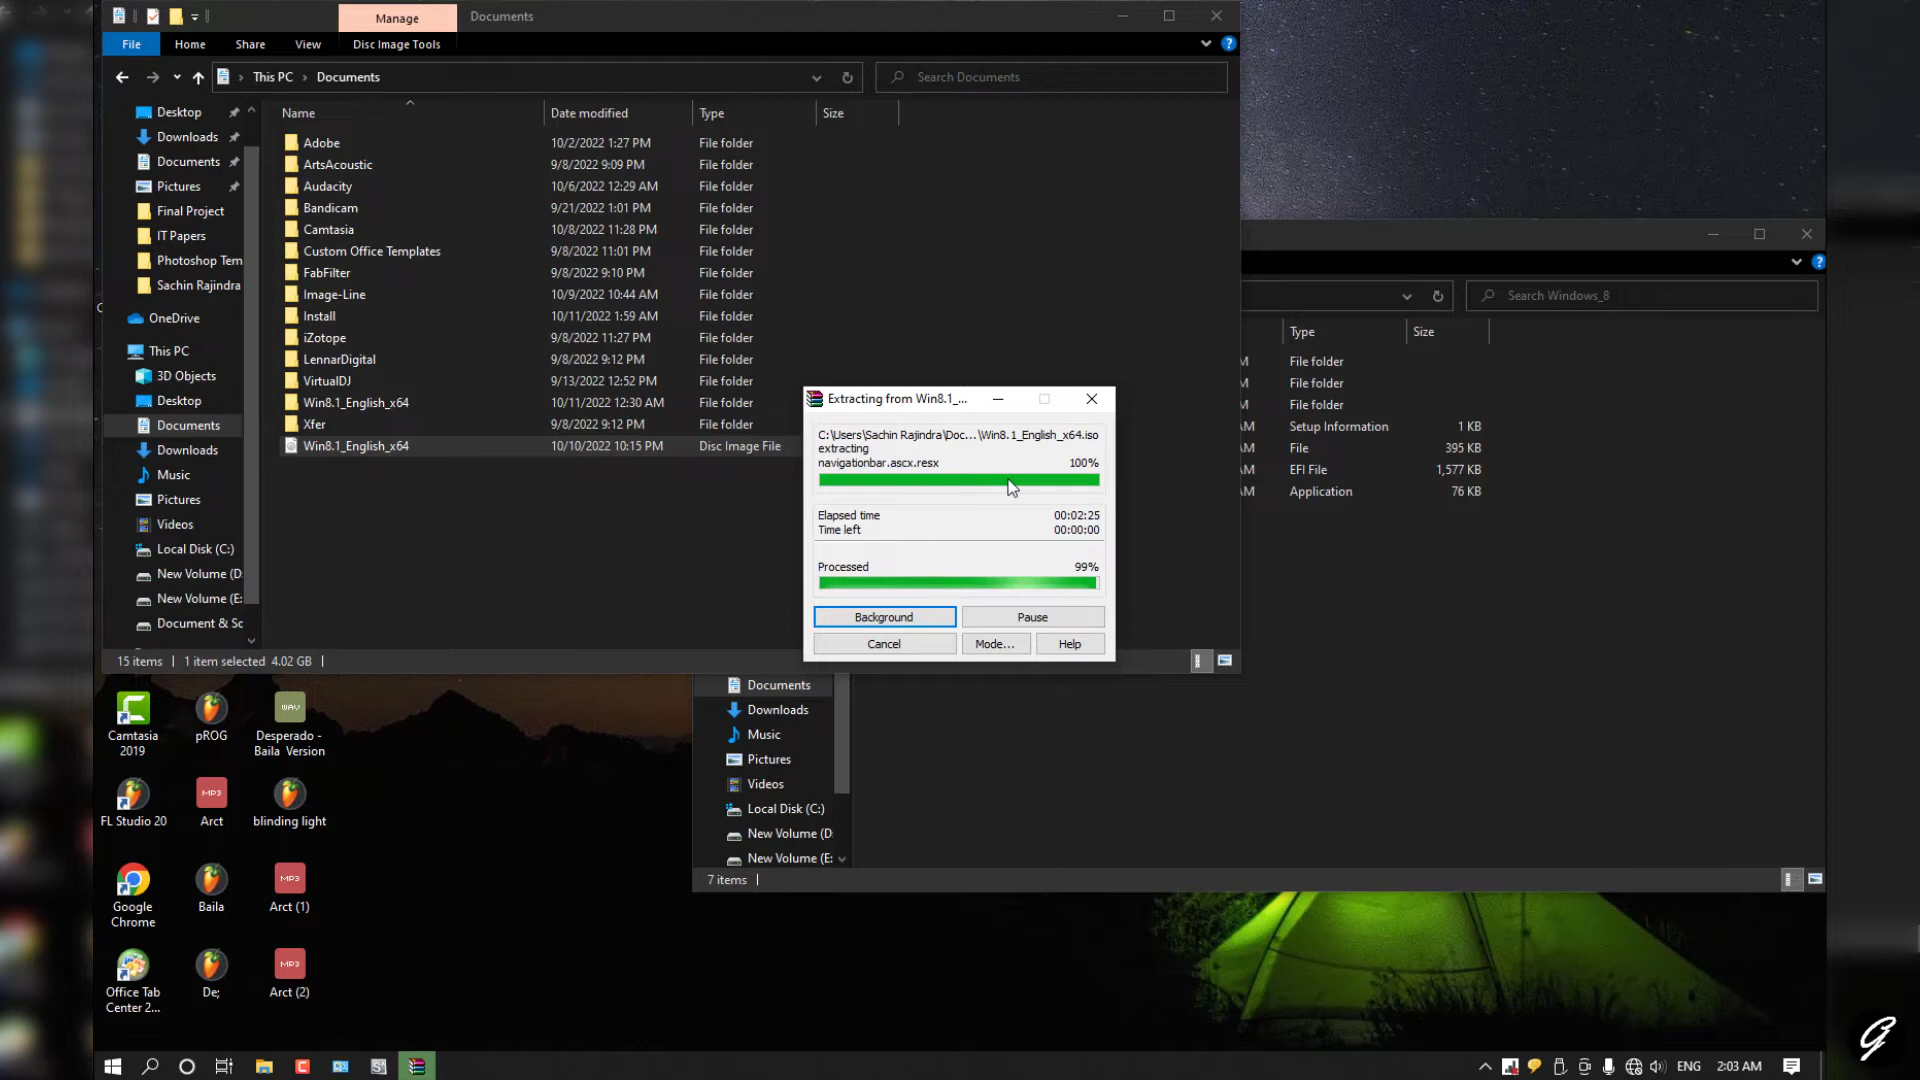 Manage
Documents
File
Home
Share
View
Disc Image Tools
This PC
Documents
Search Documents
Name
Date modified
Type
Size
Desktop
Downloads
Documents
Pictures
Final Project
IT Papers
Photoshop Tem
Sachin Rajindra
OneDrive
This PC
3D Objects
Desktop
Documents
Downloads
Music
Pictures
Videos
Local Disk (C:)
New Volume (D:
New Volume (E:
Document & Sc
Adobe 10/2/2022 1:27 PM File folder
ArtsAcoustic 9/8/2022 9:09 PM File folder
Audacity 10/6/2022 12:29 AM File folder
Bandicam 9/21/2022 1:01 PM File folder
Camtasia 10/8/2022 11:28 PM File folder
Custom Office Templates 9/8/2022 11:01 PM File folder
FabFilter 9/8/2022 9:10 PM File folder
Image-Line 10/9/2022 10:44 AM File folder
Install 10/11/2022 1:59 AM File folder
iZotope 9/8/2022 11:27 PM File folder
LennarDigital 9/8/2022 9:12 PM File folder
VirtualDJ 9/13/2022 12:52 PM File folder
Win8.1_English_x64 10/11/2022 12:30 AM File folder
Xfer 9/8/2022 9:12 PM File folder
Win8.1_English_x64 10/10/2022 10:15 PM Disc Image File
15 items
1 item selected 4.02 GB
Extracting from Win8.1_...
C:\Users\Sachin Rajindra\Doc...\Win8.1_English_x64.iso
extracting
navigationbar.ascx.resx 100%
Elapsed time 00:02:25
Time left 00:00:00
Processed 99%
Background
Pause
Cancel
Mode...
Help
Search Windows_8
Type
Size
File folder
File folder
File folder
Setup Information 1 KB
File 395 KB
EFI File 1,577 KB
Application 76 KB
Documents
Downloads
Music
Pictures
Videos
Local Disk (C:)
New Volume (D:
New Volume (E:
7 items
Camtasia
2019
pROG
WAV
Desperado -
Baila Version
FL Studio 20
MP3
Arct
blinding light
Google
Chrome
Baila
MP3
Arct (1)
Office Tab
Center 2...
De;
MP3
Arct (2)
ENG
2:03 AM